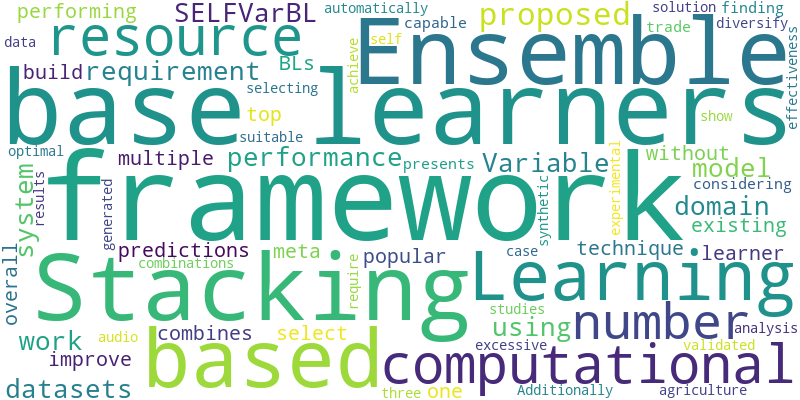 performing
SELFVarBL
automatically
capable
solution
finding
resource
Ensemble
proposed
trade
diversify
data
self
build
requirement
BLs
achieve
effectiveness
selecting
base learners
top
show
suitable
optimal
multiple
performance
presents
Variable
without
model
framework
considering
system
results
generated
synthetic
experimental
domain
existing
predictions
meta
popular
case
technique
learner
overall
combinations
require
Stacking
Learning
studies
work
audio
combines
select
based
using
number
analysis
improve
excessive
validated
computational
datasets
three
one
Additionally
agriculture